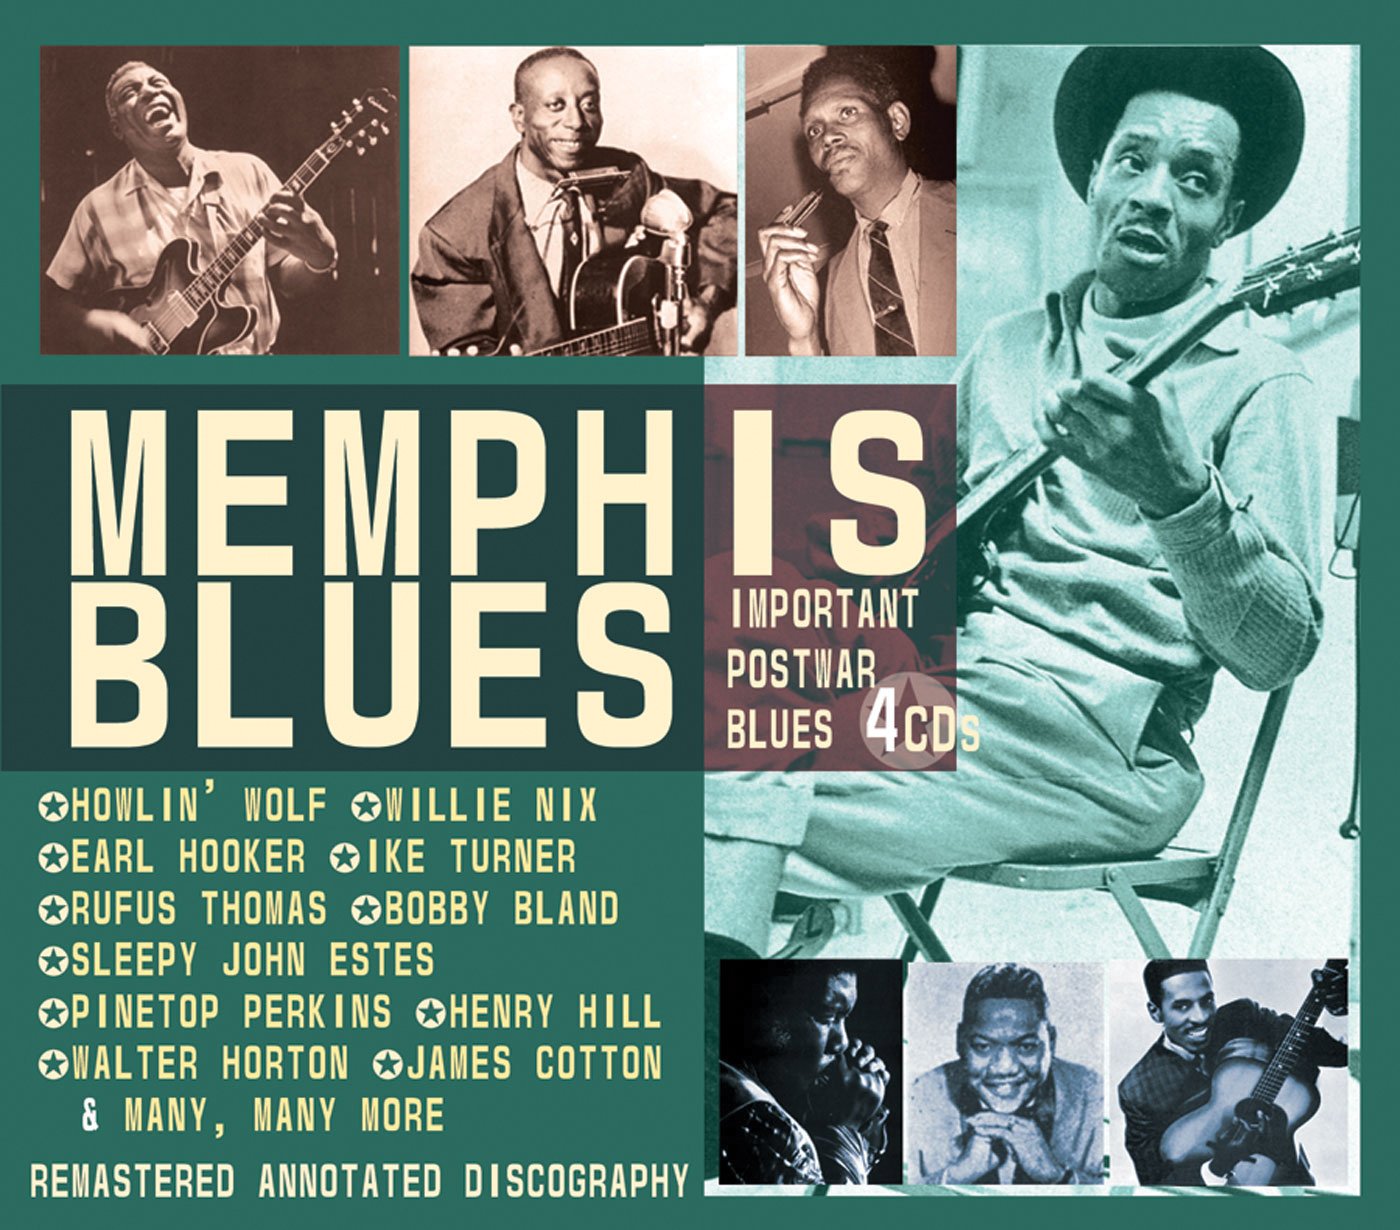 MEMPHIS
BLUES
IMPORTANT
POSTWAR
BLUES 4CDs
HOWLIN' WOLF WILLIE NIX
EARL HOOKER IKE TURNER
RUFUS THOMAS BOBBY BLAND
SLEEPY JOHN ESTES
PINETOP PERKINS HENRY HILL
WALTER HORTON JAMES COTTON
& MANY, MANY MORE
REMASTERED ANNOTATED DISCOGRAPHY